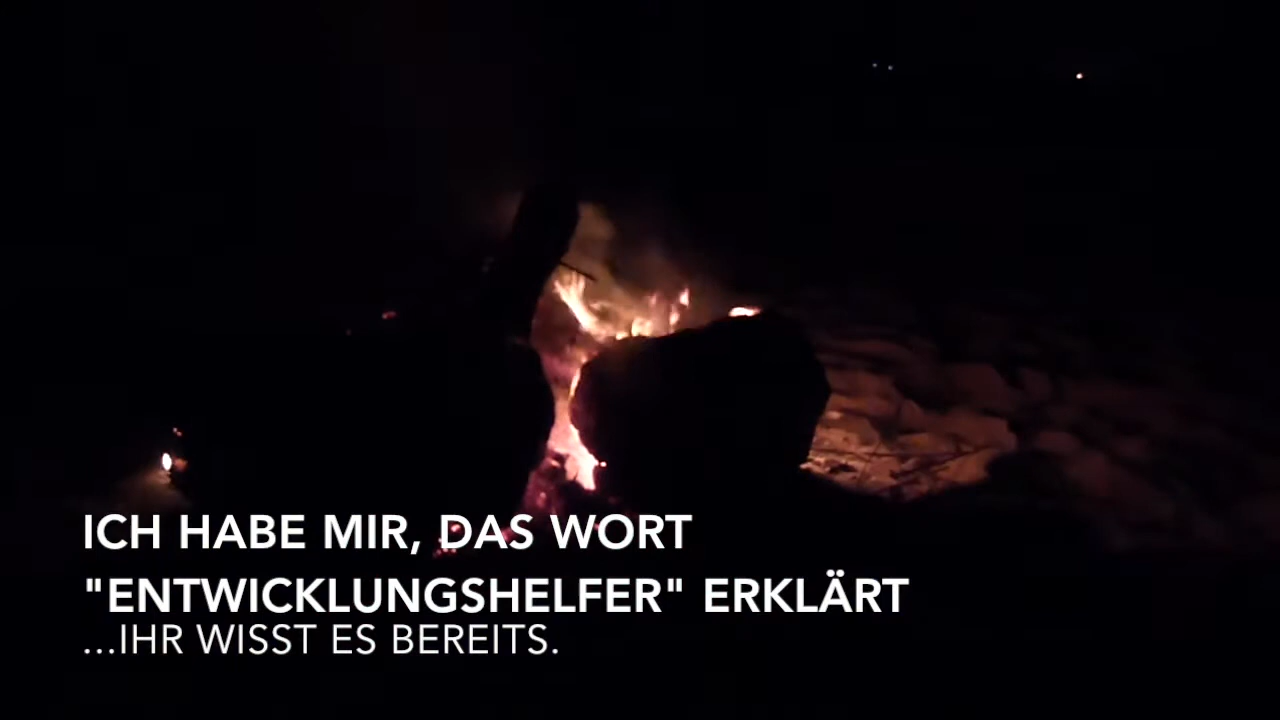 ICH HABE MIR, DAS WORT
"ENTWICKLUNGSHELFER" ERKLÄRT
...IHR WISST ES BEREITS.